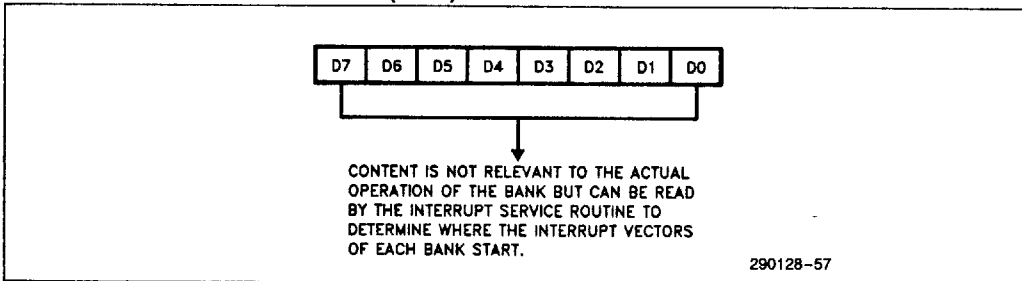 D7 D6 D5 D4 D3 D2 D1 D0
CONTENT IS NOT RELEVANT TO THE ACTUAL
OPERATION OF THE BANK BUT CAN BE READ
BY THE INTERRUPT SERVICE ROUTINE TO
DETERMINE WHERE THE INTERRUPT VECTORS
OF EACH BANK START.
290128-57